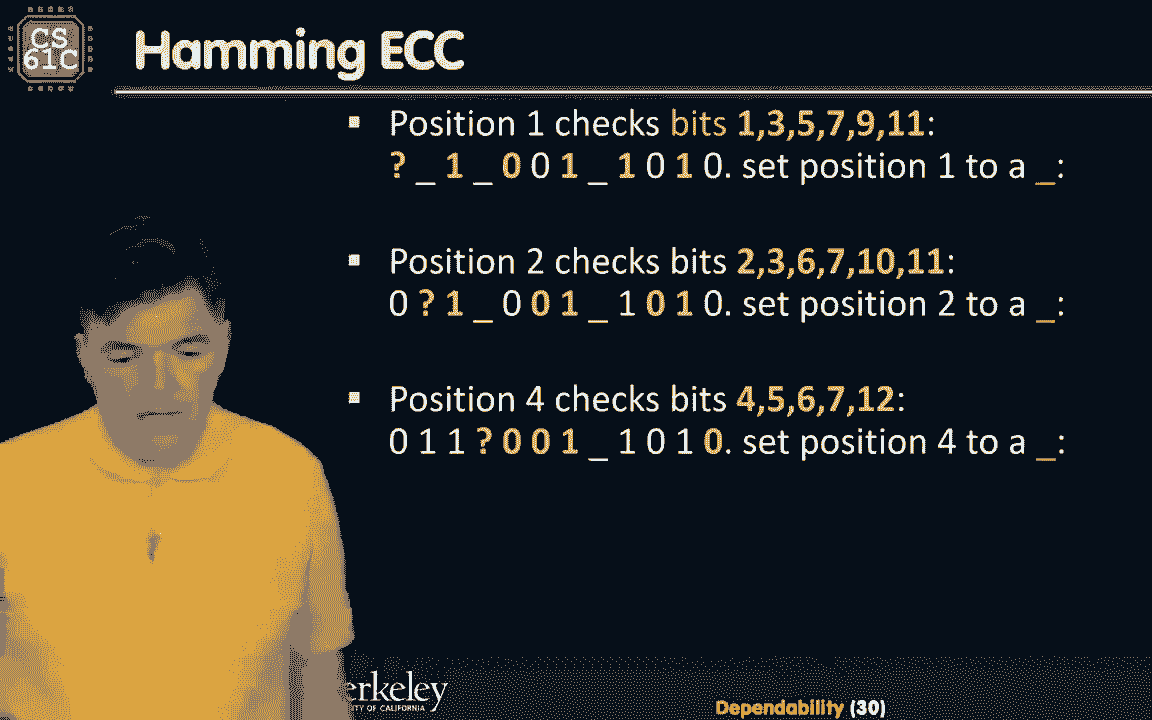 CS
61C
Hamming ECC
▪ Position 1 checks bits 1,3,5,7,9,11:
? _ 1 _ 0 0 1 _ 1 0 1 0. set position 1 to a _:
▪ Position 2 checks bits 2,3,6,7,10,11:
0 ? 1 _ 0 0 1 _ 1 0 1 0. set position 2 to a _:
▪ Position 4 checks bits 4,5,6,7,12:
0 1 1 ? 0 0 1 _ 1 0 1 0. set position 4 to a _:
erkeley
TY OF CALIFORNIA
Dependability (30)